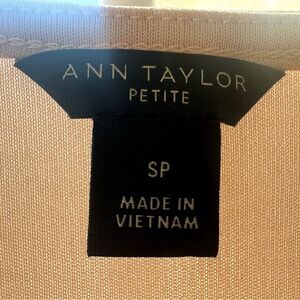 ANN TAYLOR
PETITE
SP
MADE IN
VIETNAM